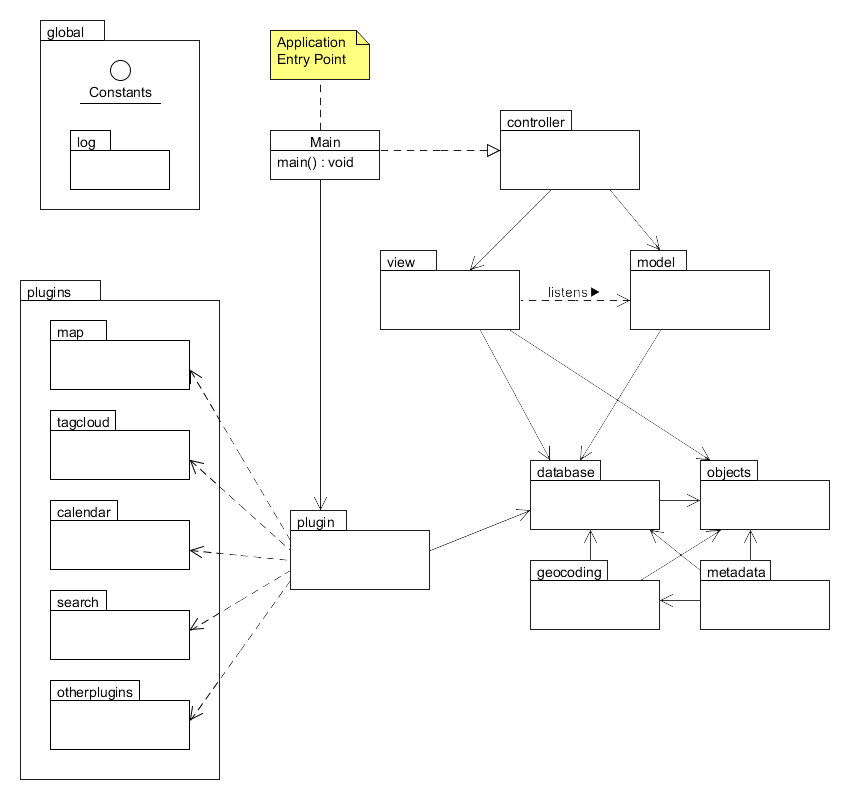 global
Constants
log
Application
Entry Point
Main
main() : void
controller
view
listens▶
model
plugins
map
tagcloud
calendar
search
otherplugins
plugin
database
objects
geocoding
metadata